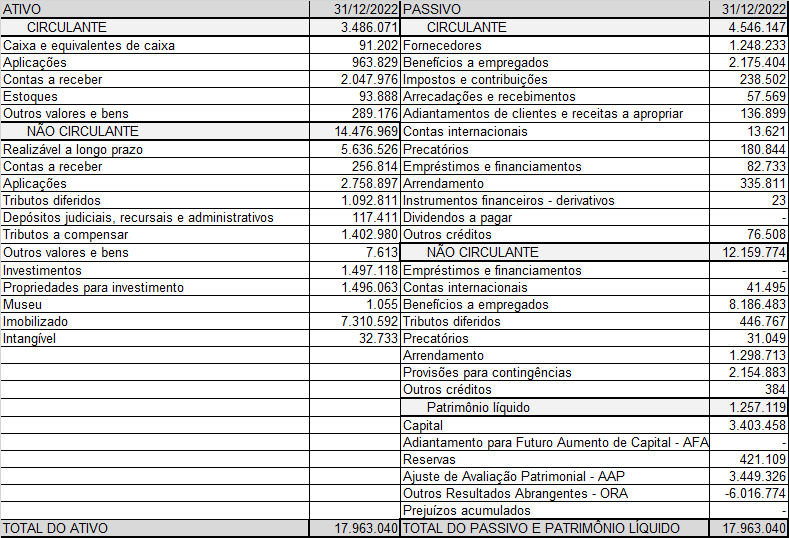 ATIVO 31/12/2022 PASSIVO 31/12/2022
CIRCULANTE 3.486.071 CIRCULANTE 4.546.147
Caixa e equivalentes de caixa 91.202 Fornecedores 1.248.233
Aplicações 963.829 Benefícios a empregados 2.175.404
Contas a receber 2.047.976 Impostos e contribuições 238.502
Estoques 93.888 Arrecadações e recebimentos 57.569
Outros valores e bens 289.176 Adiantamentos de clientes e receitas a apropriar 136.899
NÃO CIRCULANTE 14.476.969 Contas internacionais 13.621
Realizável a longo prazo 5.636.526 Precatórios 180.844
Contas a receber 256.814 Empréstimos e financiamentos 82.733
Aplicações 2.758.897 Arrendamento 335.811
Tributos diferidos 1.092.811 Instrumentos financeiros - derivativos 23
Depósitos judiciais, recursais e administrativos 117.411 Dividendos a pagar -
Tributos a compensar 1.402.980 Outros créditos 76.508
Outros valores e bens 7.613 NÃO CIRCULANTE 12.159.774
Investimentos 1.497.118 Empréstimos e financiamentos -
Propriedades para investimento 1.496.063 Contas internacionais 41.495
Museu 1.055 Benefícios a empregados 8.186.483
Imobilizado 7.310.592 Tributos diferidos 446.767
Intangível 32.733 Precatórios 31.049
Arrendamento 1.298.713
Provisões para contingências 2.154.883
Outros créditos 384
Patrimônio líquido 1.257.119
Capital 3.403.458
Adiantamento para Futuro Aumento de Capital - AFA -
Reservas 421.109
Ajuste de Avaliação Patrimonial - AAP 3.449.326
Outros Resultados Abrangentes - ORA -6.016.774
Prejuízos acumulados -
TOTAL DO ATIVO 17.963.040 TOTAL DO PASSIVO E PATRIMÔNIO LÍQUIDO 17.963.040